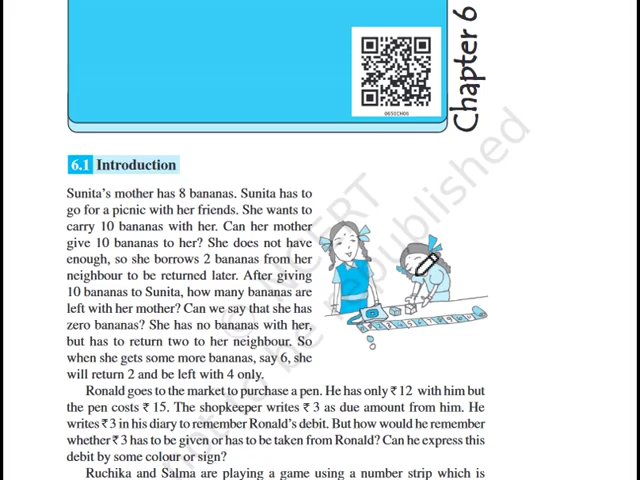 Chapter 6
0650CH06
6.1 Introduction
Sunita's mother has 8 bananas. Sunita has to
go for a picnic with her friends. She wants to
carry 10 bananas with her. Can her mother
give 10 bananas to her? She does not have
enough, so she borrows 2 bananas from her
neighbour to be returned later. After giving
10 bananas to Sunita, how many bananas are
left with her mother? Can we say that she has
zero bananas? She has no bananas with her,
but has to return two to her neighbour. So
when she gets some more bananas, say 6, she
will return 2 and be left with 4 only.
Ronald goes to the market to purchase a pen. He has only ₹ 12 with him but
the pen costs ₹ 15. The shopkeeper writes ₹ 3 as due amount from him. He
writes ₹ 3 in his diary to remember Ronald's debit. But how would he remember
whether ₹ 3 has to be given or has to be taken from Ronald? Can he express this
debit by some colour or sign?
Ruchika and Salma are playing a game using a number strip which is
© NCERT
not to be republished